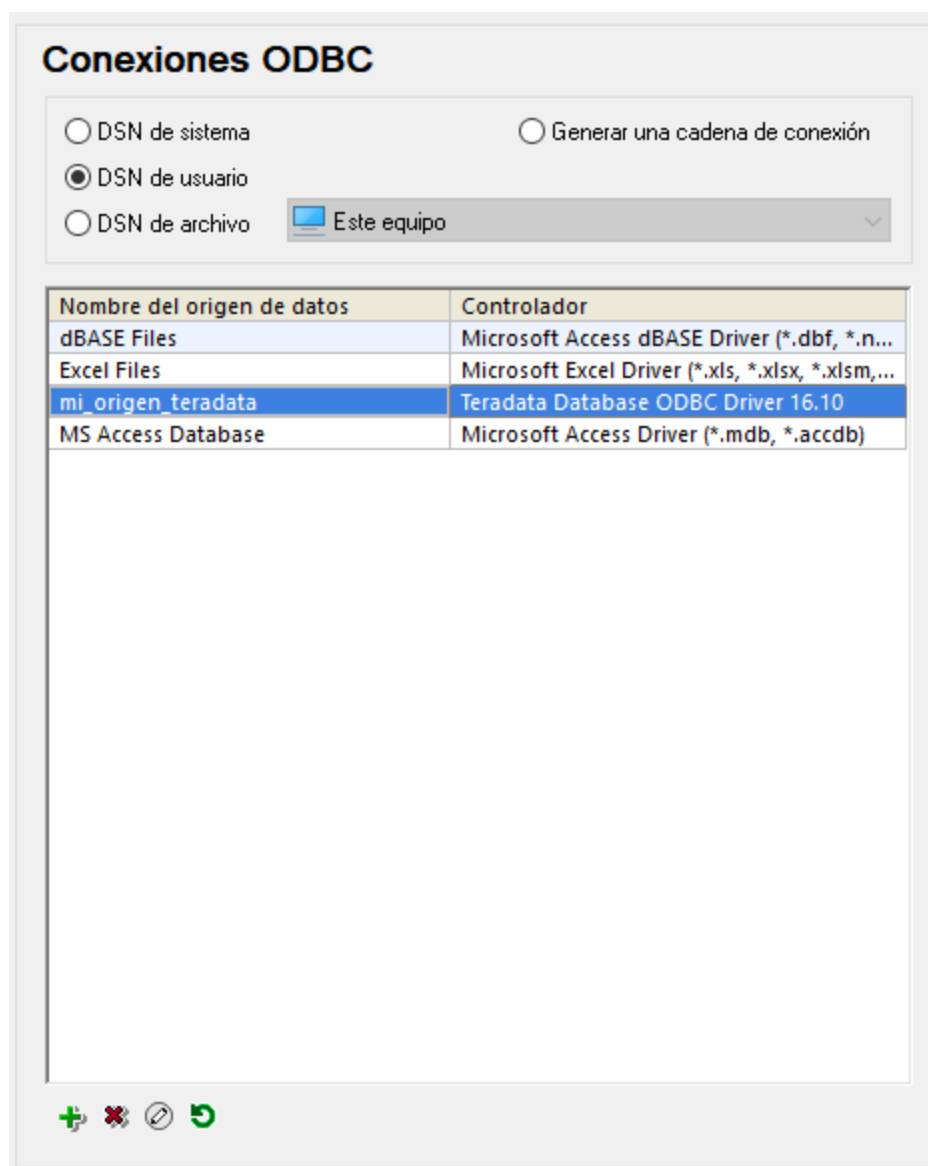 Conexiones ODBC
DSN de sistema
Generar una cadena de conexión
DSN de usuario
DSN de archivo
Este equipo
Nombre del origen de datos Controlador
dBASE Files Microsoft Access dBASE Driver (*.dbf, *.n...
Excel Files Microsoft Excel Driver (*.xls, *.xlsx, *.xlsm,...
mi_origen_teradata Teradata Database ODBC Driver 16.10
MS Access Database Microsoft Access Driver (*.mdb, *.accdb)